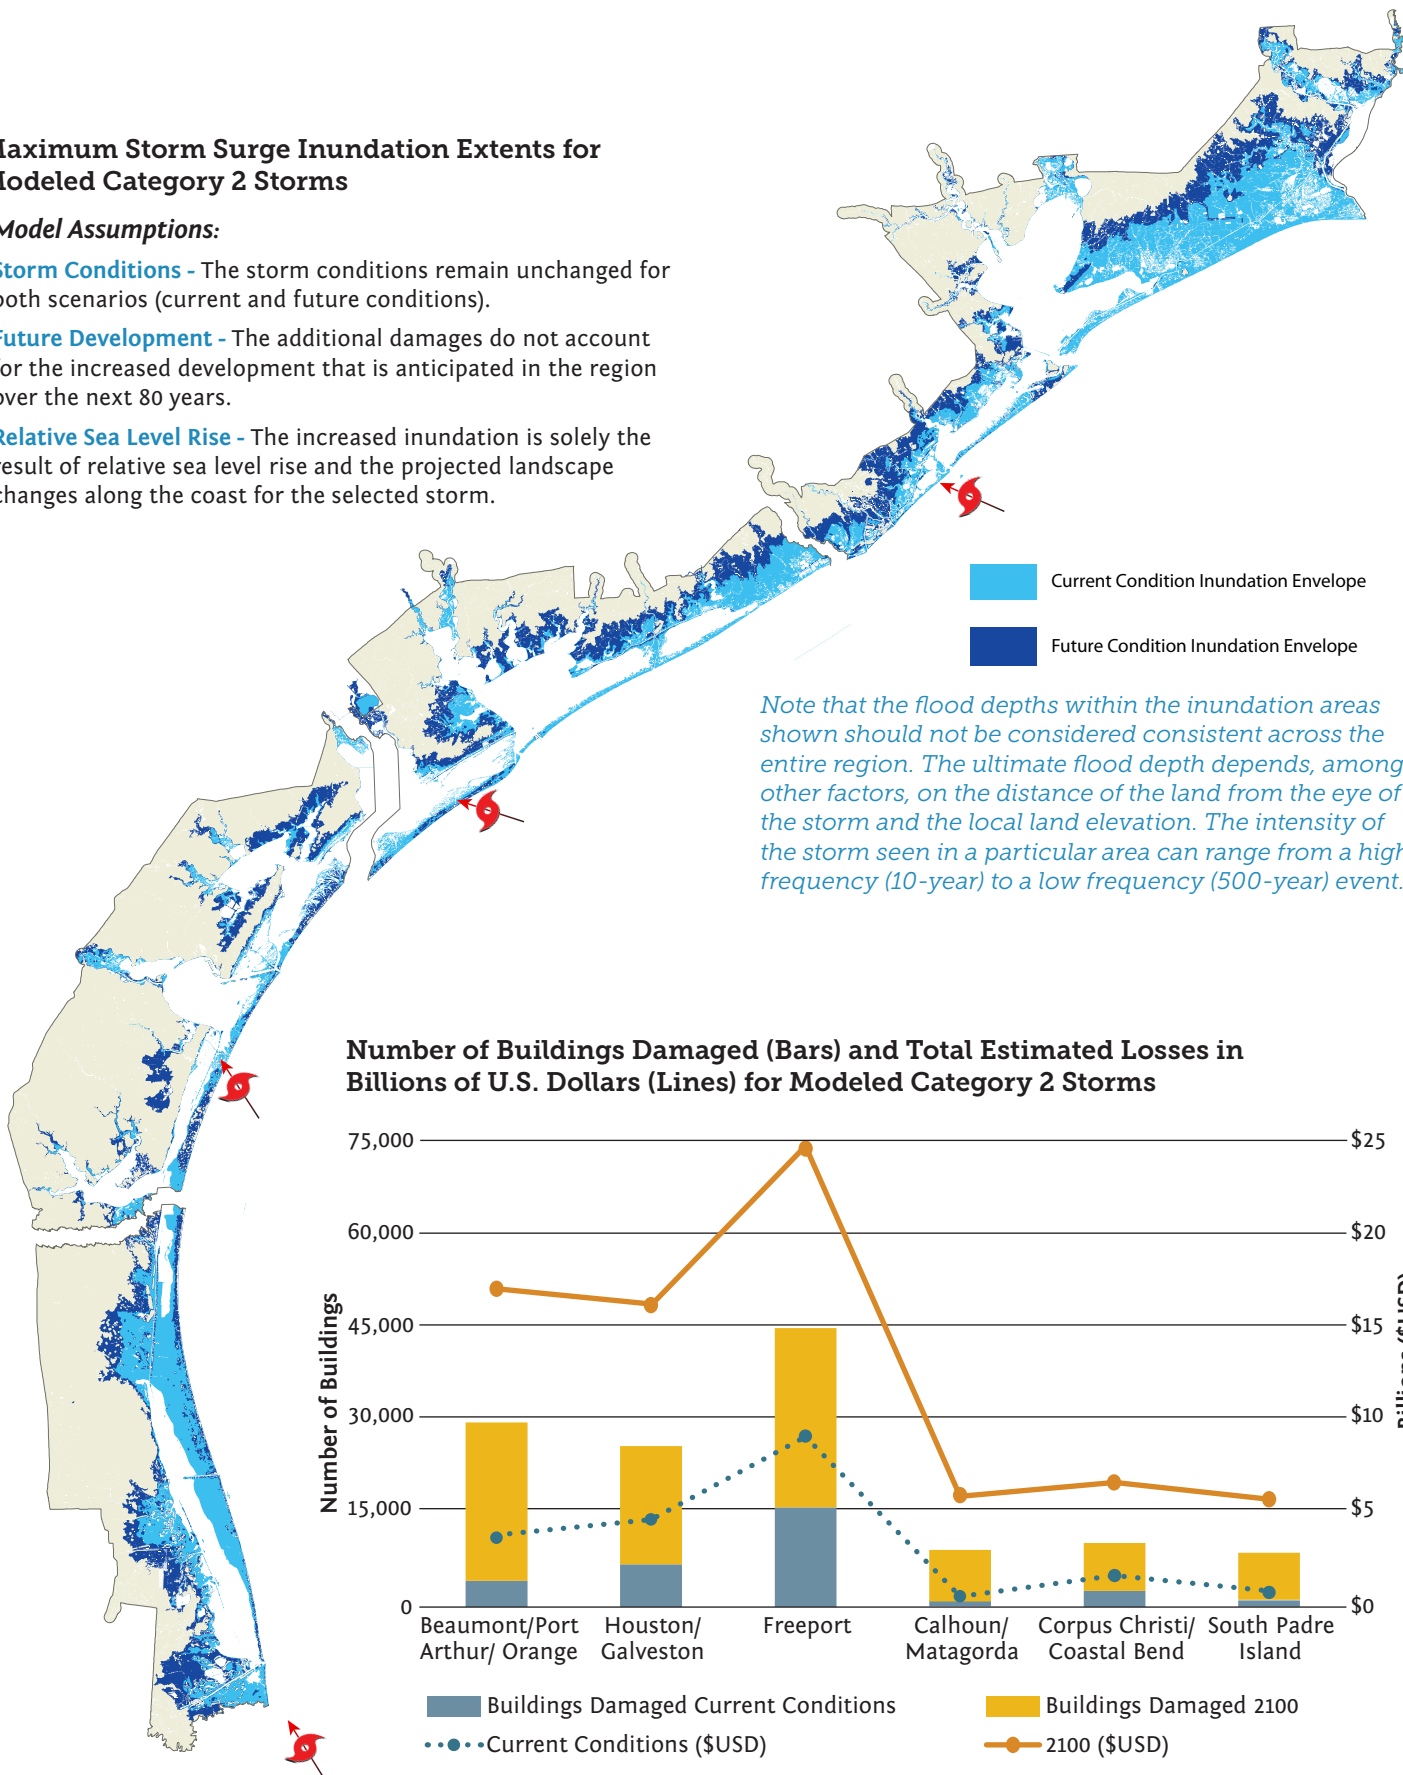 Maximum Storm Surge Inundation Extents for
Modeled Category 2 Storms
Model Assumptions:
Storm Conditions - The storm conditions remain unchanged for
both scenarios (current and future conditions).
Future Development - The additional damages do not account
for the increased development that is anticipated in the region
over the next 80 years.
Relative Sea Level Rise - The increased inundation is solely the
result of relative sea level rise and the projected landscape
changes along the coast for the selected storm.
Current Condition Inundation Envelope
Future Condition Inundation Envelope
Note that the flood depths within the inundation areas
shown should not be considered consistent across the
entire region. The ultimate flood depth depends, among
other factors, on the distance of the land from the eye of
the storm and the local land elevation. The intensity of
the storm seen in a particular area can range from a high
frequency (10-year) to a low frequency (500-year) event.
Number of Buildings Damaged (Bars) and Total Estimated Losses in
Billions of U.S. Dollars (Lines) for Modeled Category 2 Storms
Number of Buildings
75,000
60,000
45,000
30,000
15,000
0
$25
$20
$15
$10
$5
$0
Billions ($USD)
Beaumont/Port
Arthur/ Orange
Houston/
Galveston
Freeport
Calhoun/
Matagorda
Corpus Christi/
Coastal Bend
South Padre
Island
Buildings Damaged Current Conditions
Buildings Damaged 2100
Current Conditions ($USD)
2100 ($USD)